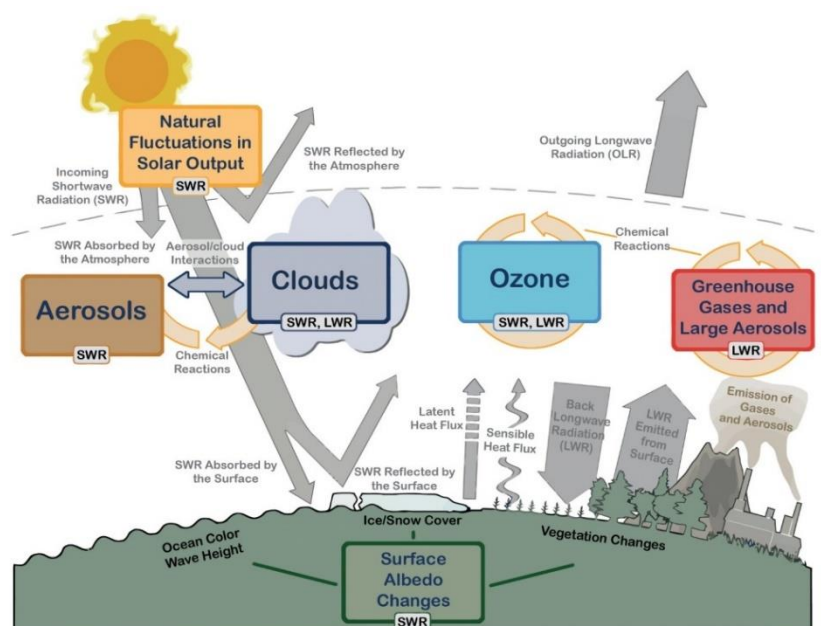 Natural
Fluctuations in
Solar Output
SWR
Incoming
Shortwave
Radiation (SWR)
SWR Reflected by
the Atmosphere
Outgoing Longwave
Radiation (OLR)
SWR Absorbed by
the Atmosphere
Aerosol/cloud
Interactions
Chemical
Reactions
Aerosols
SWR
Clouds
SWR, LWR
Ozone
SWR, LWR
Greenhouse
Gases and
Large Aerosols
LWR
Chemical
Reactions
Latent
Heat Flux
Sensible
Heat Flux
Back
Longwave
Radiation
(LWR)
LWR
Emitted
from
Surface
Emission of
Gases
and Aerosols
SWR Absorbed by
the Surface
SWR Reflected by
the Surface
Ice/Snow Cover
Ocean Color
Wave Height
Vegetation Changes
Surface
Albedo
Changes
SWR